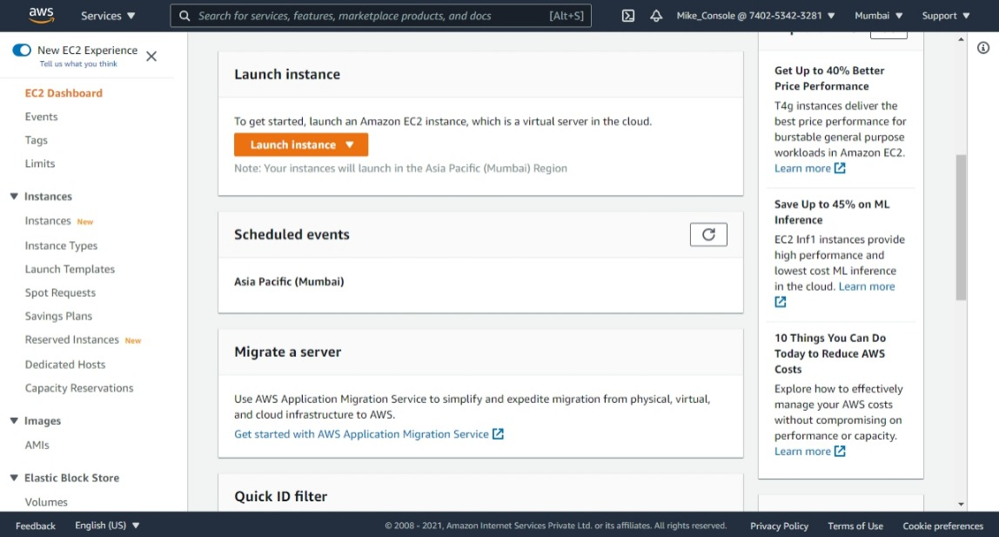 aws
Services
Search for services, features, marketplace products, and docs
[Alt+S]
Mike_Console @ 7402-5342-3281
Mumbai
Support
New EC2 Experience
Tell us what you think
EC2 Dashboard
Events
Tags
Limits
Instances
Instances New
Instance Types
Launch Templates
Spot Requests
Savings Plans
Reserved Instances New
Dedicated Hosts
Capacity Reservations
Images
AMIs
Elastic Block Store
Volumes
Launch instance
To get started, launch an Amazon EC2 instance, which is a virtual server in the cloud.
Launch instance
Note: Your instances will launch in the Asia Pacific (Mumbai) Region
Scheduled events
Asia Pacific (Mumbai)
Migrate a server
Use AWS Application Migration Service to simplify and expedite migration from physical, virtual,
and cloud infrastructure to AWS.
Get started with AWS Application Migration Service
Quick ID filter
Get Up to 40% Better
Price Performance
T4g instances deliver the
best price performance for
burstable general purpose
workloads in Amazon EC2.
Learn more
Save Up to 45% on ML
Inference
EC2 Inf1 instances provide
high performance and
lowest cost ML inference
in the cloud. Learn more
10 Things You Can Do
Today to Reduce AWS
Costs
Explore how to effectively
manage your AWS costs
without compromising on
performance or capacity.
Learn more
Feedback
English (US)
© 2008 - 2021, Amazon Internet Services Private Ltd. or its affiliates. All rights reserved.
Privacy Policy
Terms of Use
Cookie preferences